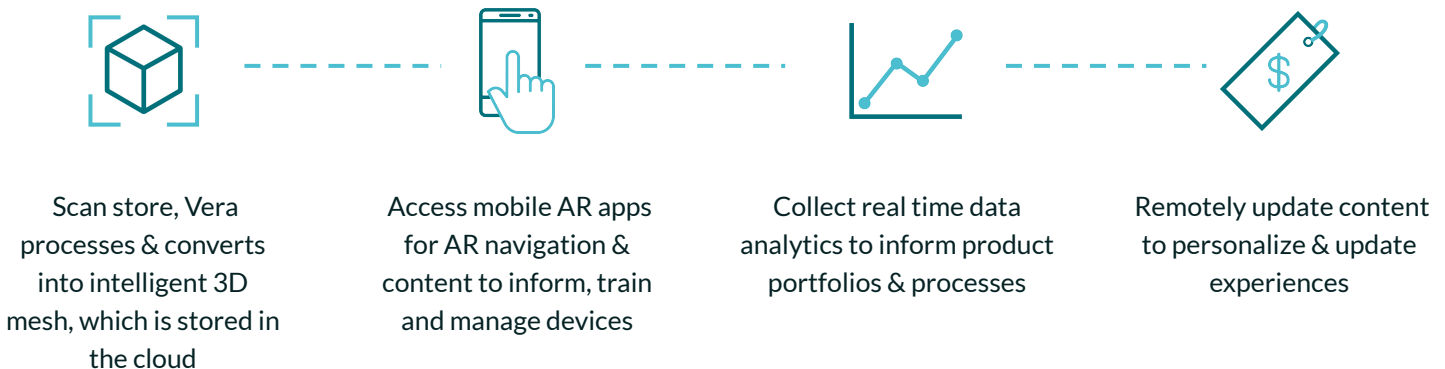 $
Scan store, Vera
processes & converts
into intelligent 3D
mesh, which is stored in
the cloud
Access mobile AR apps
for AR navigation &
content to inform, train
and manage devices
Collect real time data
analytics to inform product
portfolios & processes
Remotely update content
to personalize & update
experiences